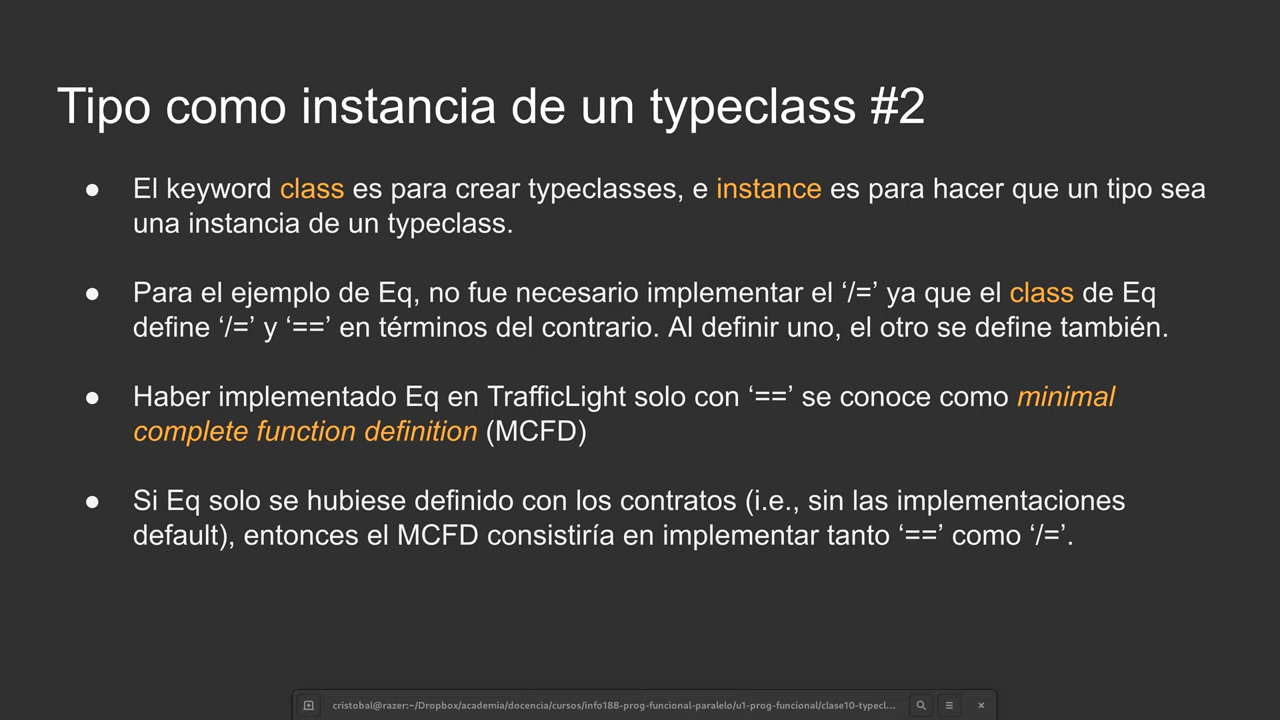 Tipo como instancia de un typeclass #2
● El keyword class es para crear typeclasses, e instance es para hacer que un tipo sea
una instancia de un typeclass.
● Para el ejemplo de Eq, no fue necesario implementar el ‘/=’ ya que el class de Eq
define ‘/=’ y ‘==’ en términos del contrario. Al definir uno, el otro se define también.
● Haber implementado Eq en TrafficLight solo con ‘==’ se conoce como minimal
complete function definition (MCFD)
● Si Eq solo se hubiese definido con los contratos (i.e., sin las implementaciones
default), entonces el MCFD consistiría en implementar tanto ‘==’ como ‘/=’.
cristobal@razer:~/Dropbox/academia/docencia/cursos/info188-prog-funcional-paralelo/u1-prog-funcional/clase10-typecl...